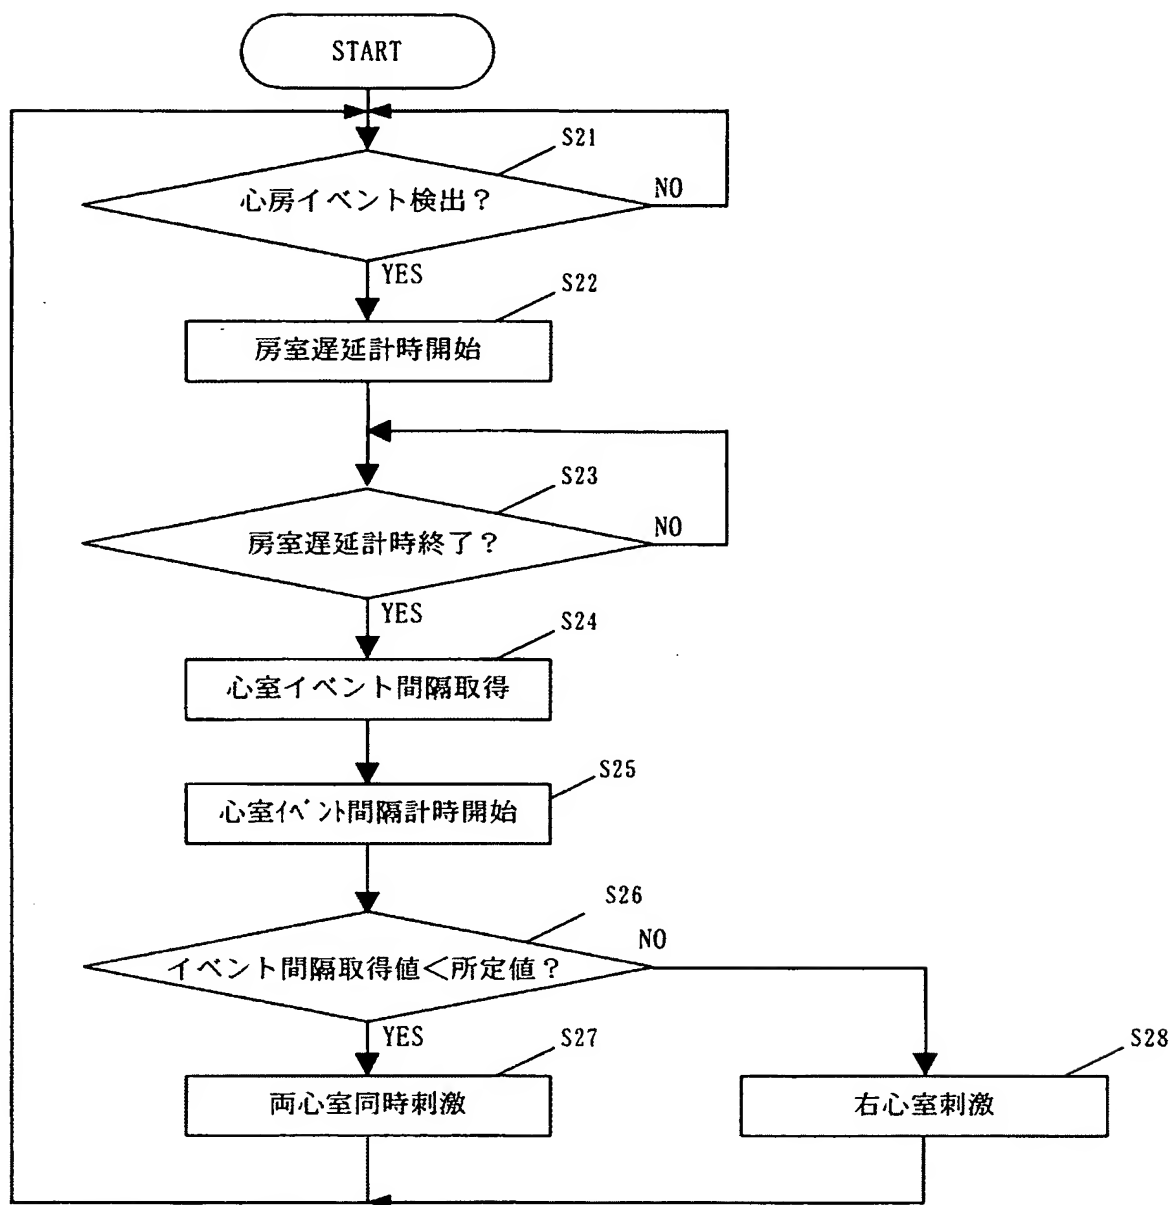 START
S21
心房イベント検出?
NO
YES
S22
房室遅延計時開始
S23
房室遅延計時終了?
NO
YES
S24
心室イベント間隔取得
S25
心室ｲﾍﾞﾝﾄ間隔計時開始
S26
イベント間隔取得値<所定値?
NO
YES
S27
両心室同時刺激
S28
右心室刺激